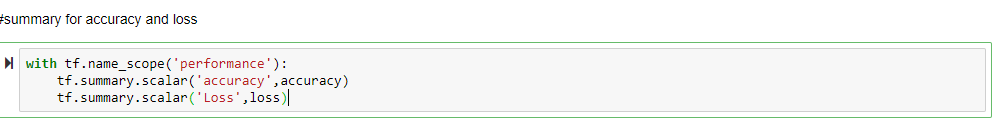 #summary for accuracy and loss
with tf.name_scope('performance'):
    tf.summary.scalar('accuracy',accuracy)
    tf.summary.scalar('Loss',loss)